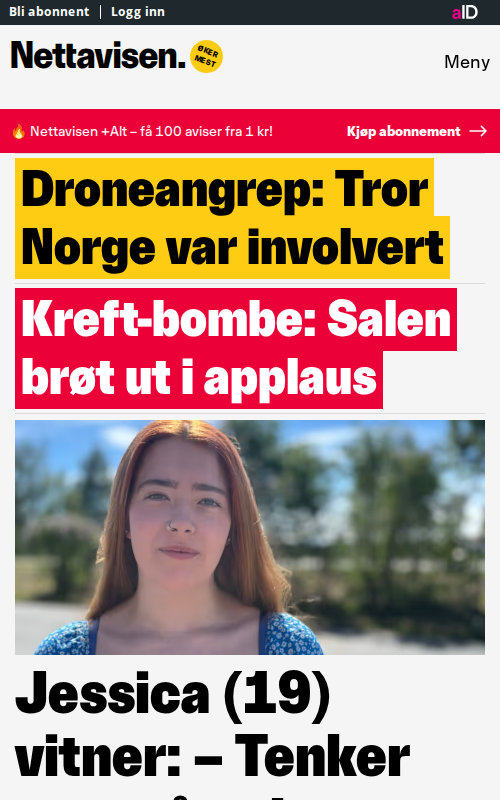 Bli abonnent Logg inn aID
Nettavisen. ØKER MEST
Meny
🔥 Nettavisen +Alt – få 100 aviser fra 1 kr! Kjøp abonnement →
Droneangrep: Tror
Norge var involvert
Kreft-bombe: Salen
brøt ut i applaus
Jessica (19)
vitner: – Tenker